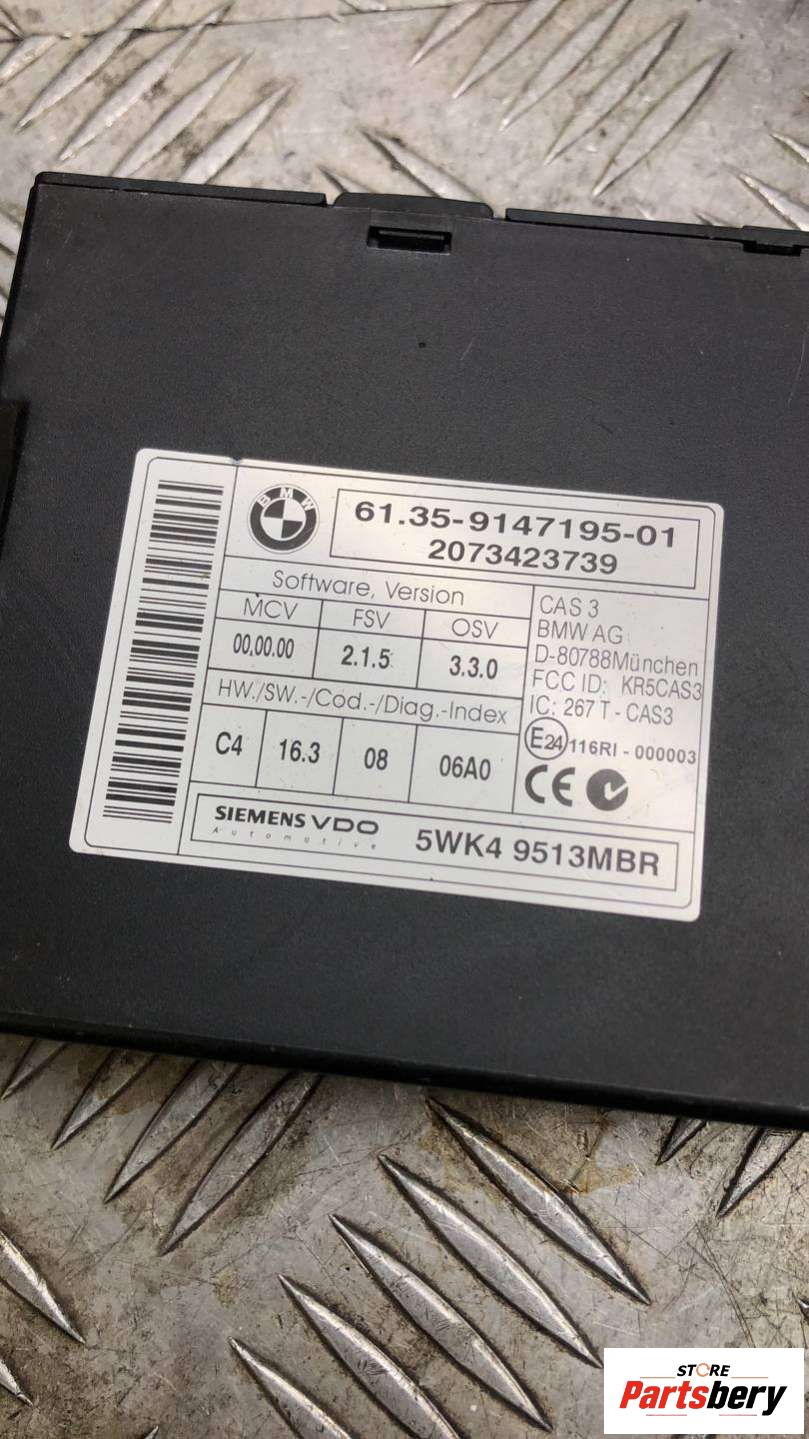 BMW
61.35-9147195-01
2073423739
Software, Version
MCV FSV OSV
00,00.00 2.1.5 3.3.0
HW./SW.-/Cod.-/Diag.-Index
C4 16.3 08 06A0
CAS 3
BMW AG
D-80788München
FCC ID: KR5CAS3
IC: 267 T - CAS3
E24 116RI - 000003
CE
SIEMENS VDO
Automotive
5WK4 9513MBR
STORE
Partsbery